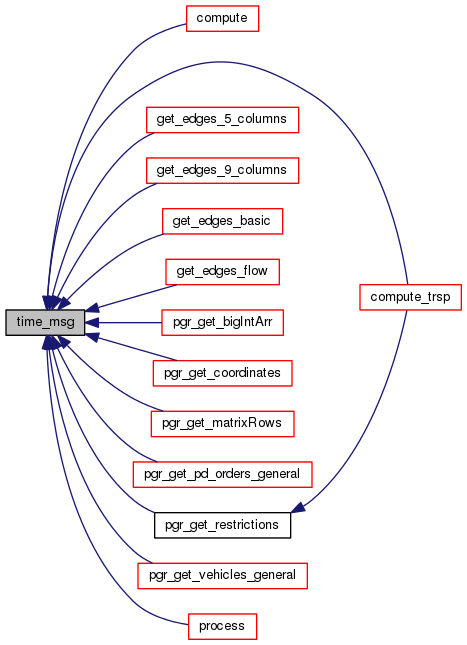 compute
get_edges_5_columns
get_edges_9_columns
get_edges_basic
get_edges_flow
compute_trsp
time_msg
pgr_get_bigIntArr
pgr_get_coordinates
pgr_get_matrixRows
pgr_get_pd_orders_general
pgr_get_restrictions
pgr_get_vehicles_general
process